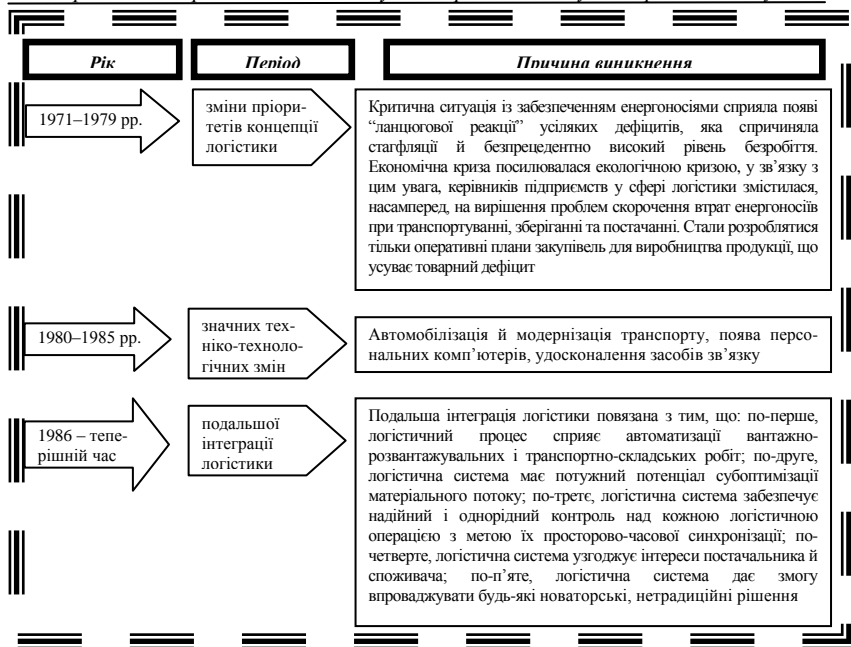 Рік Період Причина виникнення
1971–1979 рр.
зміни пріори-
тетів концепції
логістики
Критична ситуація із забезпеченням енергоносіями сприяла появі
“ланцюгової реакції” усіляких дефіцитів, яка спричиняла
стагфляції й безпрецедентно високий рівень безробіття.
Економічна криза посилювалася екологічною кризою, у зв’язку з
цим увага, керівників підприємств у сфері логістики змістилася,
насамперед, на вирішення проблем скорочення втрат енергоносіїв
при транспортуванні, зберіганні та постачанні. Стали розроблятися
тільки оперативні плани закупівель для виробництва продукції, що
усуває товарний дефіцит
1980–1985 рр.
значних тех-
ніко-техноло-
гічних змін
Автомобілізація й модернізація транспорту, поява персо-
нальних комп’ютерів, удосконалення засобів зв’язку
1986 – тепе-
рішній час
подальшої
інтеграції
логістики
Подальша інтеграція логістики повязана з тим, що: по-перше,
логістичний процес сприяє автоматизації вантажно-
розвантажувальних і транспортно-складських робіт; по-друге,
логістична система має потужний потенціал субоптимізації
матеріального потоку; по-третє, логістична система забезпечує
надійний і однорідний контроль над кожною логістичною
операцією з метою їх просторово-часової синхронізації; по-
четверте, логістична система узгоджує інтереси постачальника й
споживача; по-п’яте, логістична система дає змогу
впроваджувати будь-які новаторські, нетрадиційні рішення